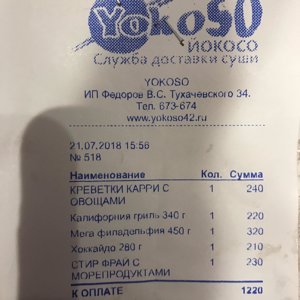 YOKOSO
ЙОКОСО
Служба доставки суши
YOKOSO
ИП Федоров В.С. Тухачевского 34.
Тел. 673-674
www.yokoso42.ru
21.07.2018 15:56
№ 518
Наименование Кол. Сумма
КРЕВЕТКИ КАРРИ С 1 240
ОВОЩАМИ
Калифорния гриль 340 г 1 220
Мега филадольфия 450 г 1 320
Хоккайдо 280 г 1 210
СТИР ФРАЙ С 1 230
МОРЕПРОДУКТАМИ
К ОПЛАТЕ 1220